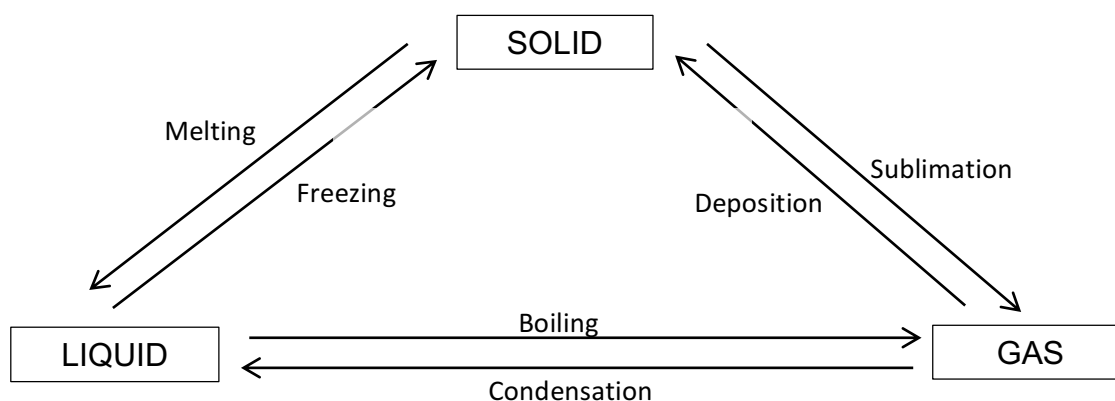 SOLID
Melting
Sublimation
Freezing
Deposition
Boiling
LIQUID
GAS
Condensation